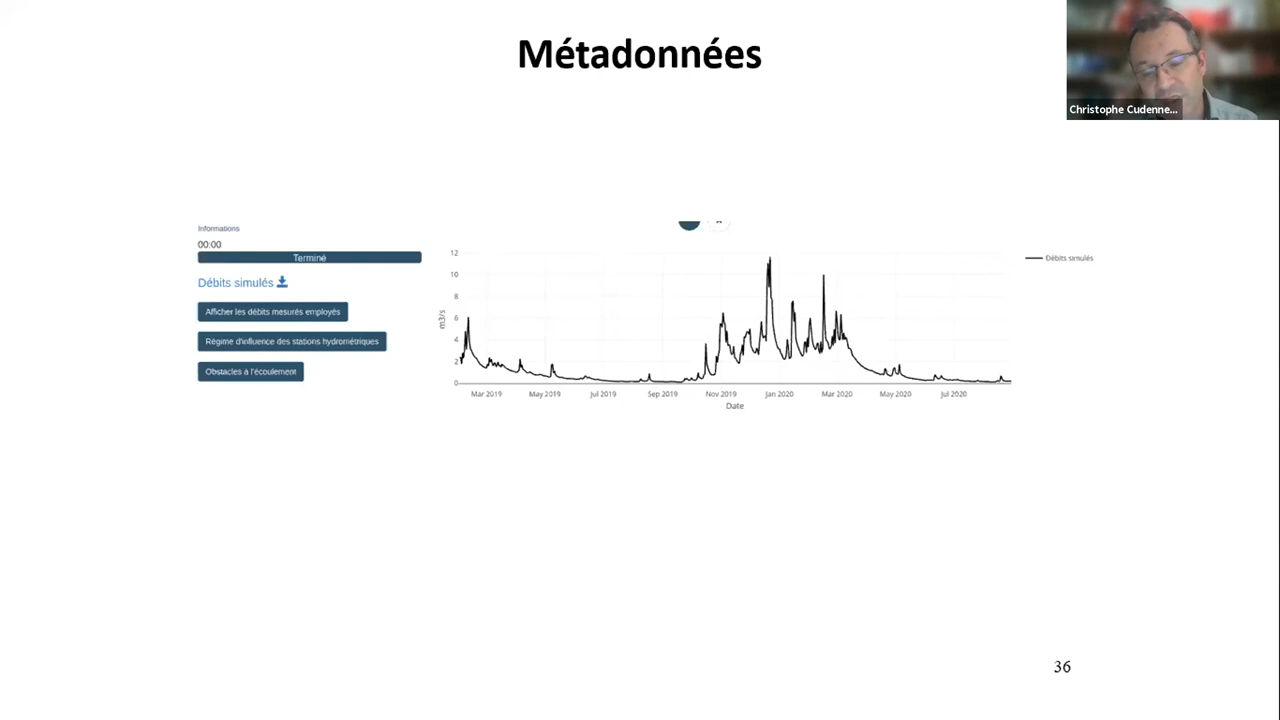 Métadonnées
Christophe Cudenne...
Informations
00:00
Terminé
Débits simulés
Afficher les débits mesurés employés
Régime d'influence des stations hydrométriques
Obstacles à l'écoulement
12
10
8
6
4
2
0
m3/s
Mar 2019 May 2019 Jul 2019 Sep 2019 Nov 2019 Jan 2020 Mar 2020 May 2020 Jul 2020
Date
Débits simulés
36